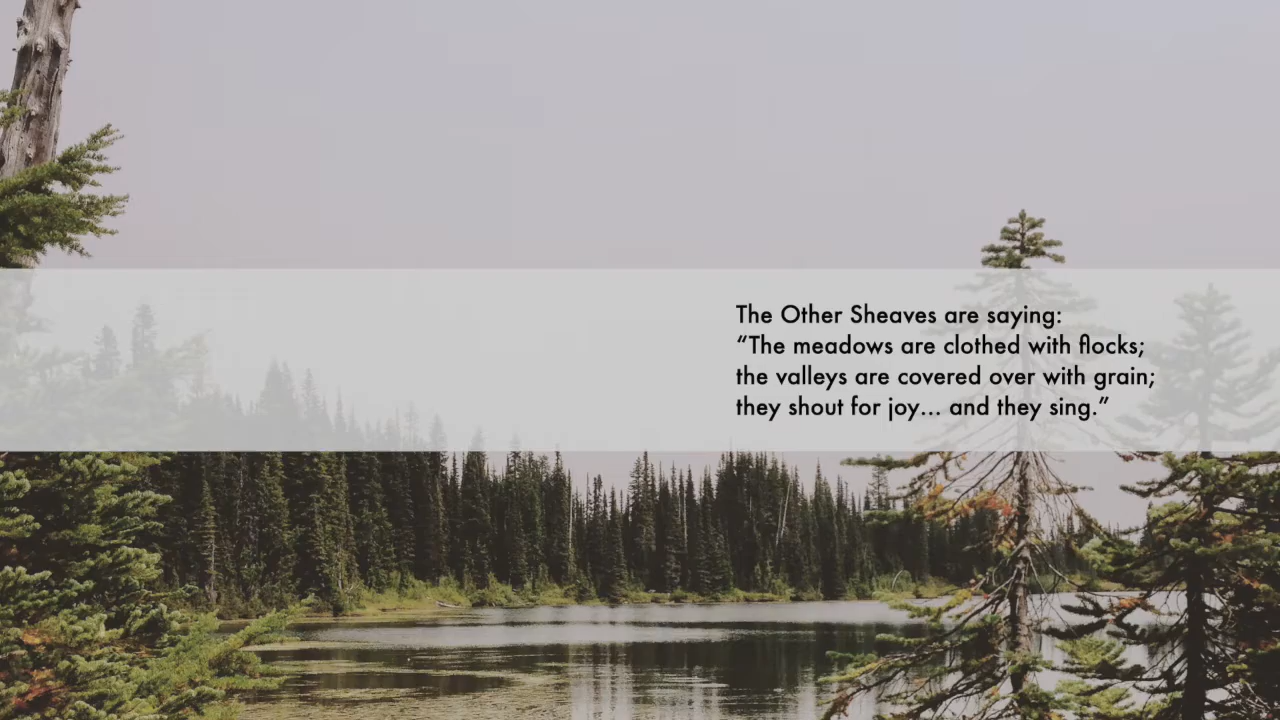 The Other Sheaves are saying:
“The meadows are clothed with flocks;
the valleys are covered over with grain;
they shout for joy... and they sing.”